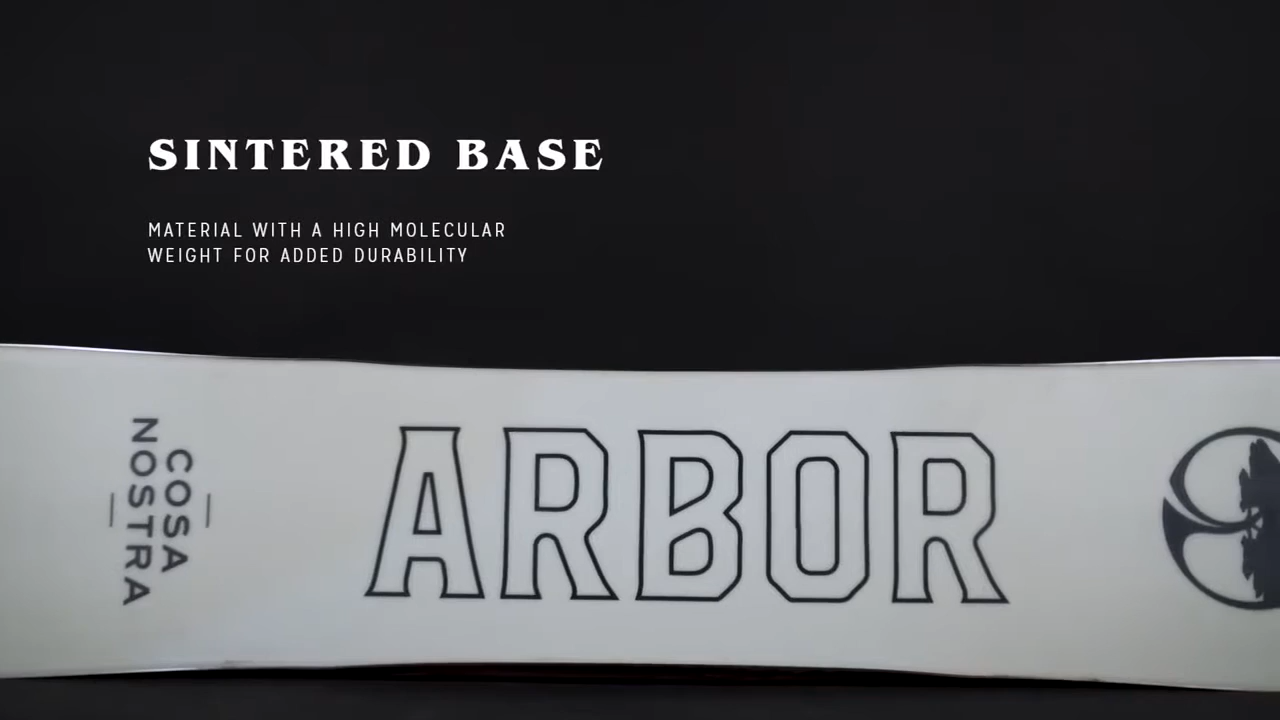 SINTERED BASE
MATERIAL WITH A HIGH MOLECULAR
WEIGHT FOR ADDED DURABILITY
COSA
NOSTRA
ARBOR